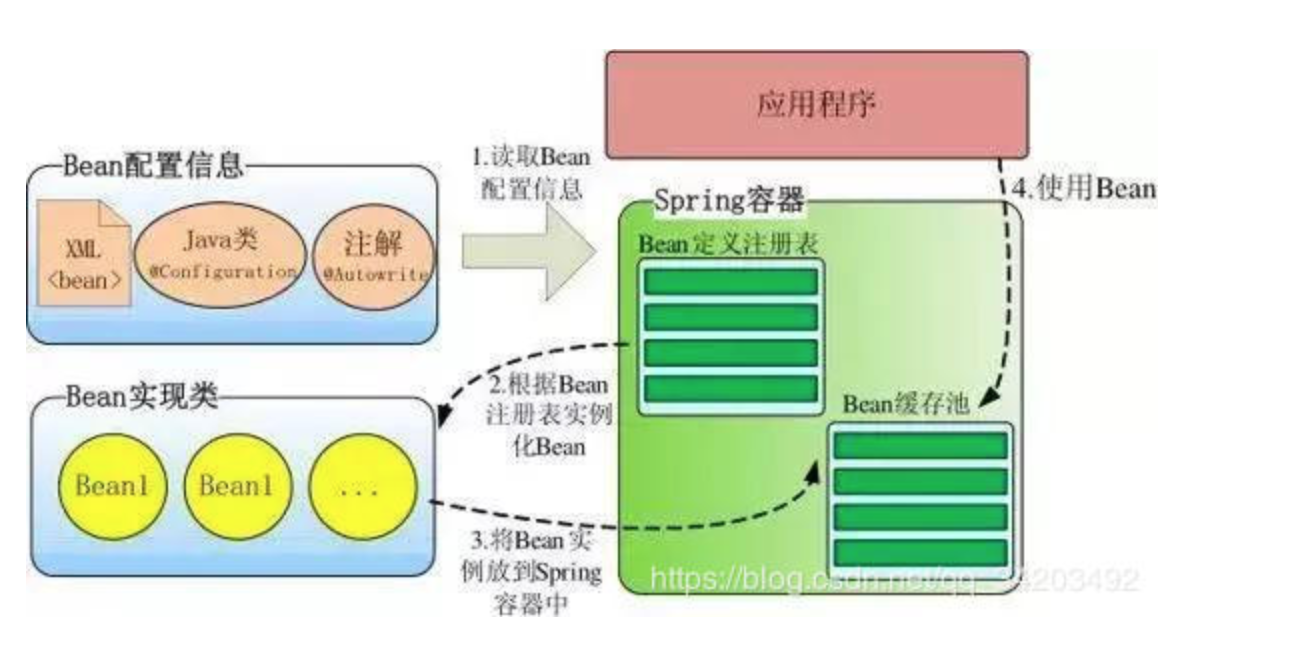 应用程序
Bean配置信息
XML
<bean>
Java类
@Configuration
注解
@Autowrite
1.读取Bean
配置信息
Spring容器
4.使用Bean
Bean定义注册表
2.根据Bean
注册表实例
化Bean
Bean实现类
Bean1
Bean1
...
Bean缓存池
3.将Bean实
例放到Spring
容器中
https://blog.csdn.net/qq_34203492